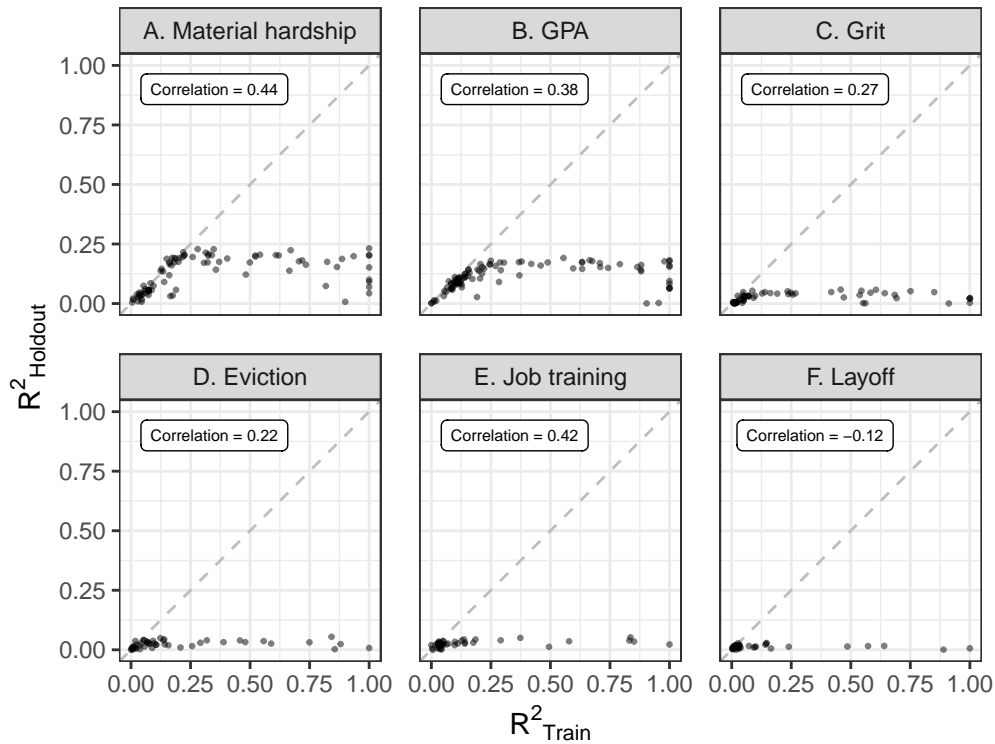 A. Material hardship
B. GPA
C. Grit
1.00
0.75
0.50
0.25
0.00
Correlation = 0.44
Correlation = 0.38
Correlation = 0.27
R²Holdout
D. Eviction
E. Job training
F. Layoff
1.00
0.75
0.50
0.25
0.00
Correlation = 0.22
Correlation = 0.42
Correlation = −0.12
0.00 0.25 0.50 0.75 1.00
0.00 0.25 0.50 0.75 1.00
0.00 0.25 0.50 0.75 1.00
R²Train